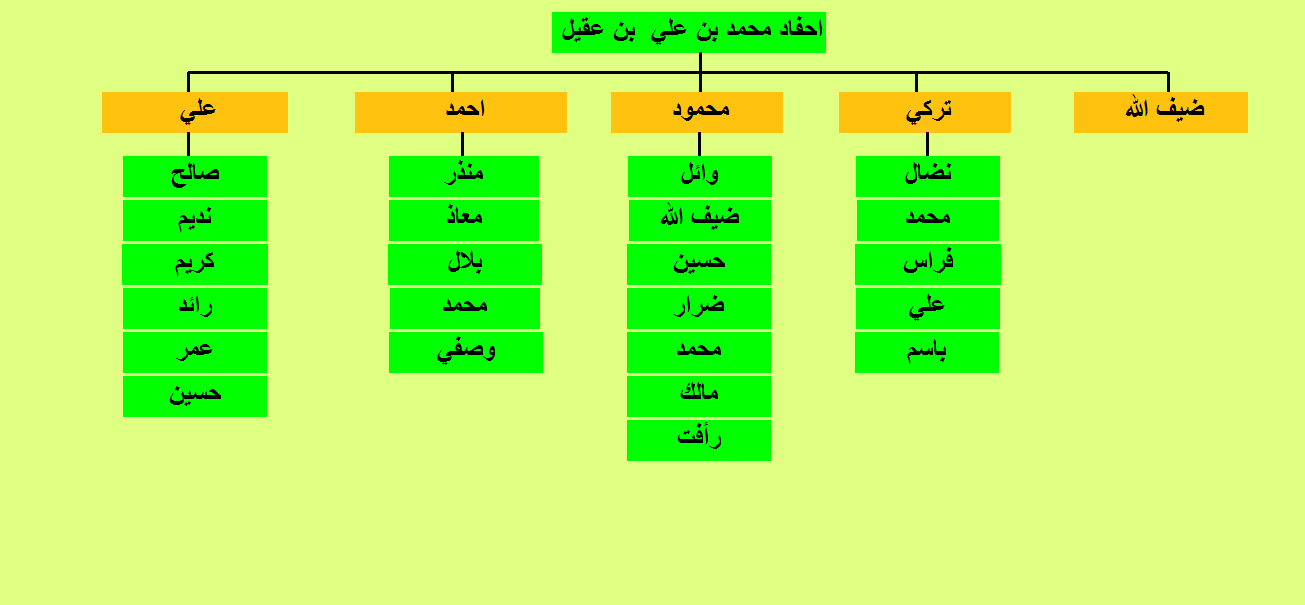 احفاد محمد بن علي بن عقيل
ضيف الله
تركي
محمود
احمد
علي
نضال
محمد
فراس
علي
باسم
وائل
ضيف الله
حسين
ضرار
محمد
مالك
رأفت
منذر
معاذ
بلال
محمد
وصفي
صالح
نديم
كريم
رائد
عمر
حسين